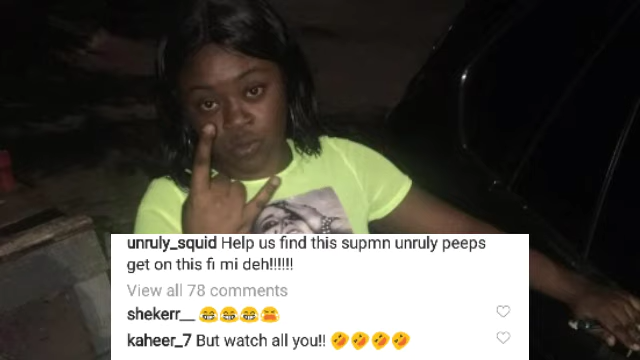 unruly_squid Help us find this supmn unruly peeps
get on this fi mi deh!!!!!!
View all 78 comments
shekerr__ 😂😂😂😭
kaheer_7 But watch all you!! 🤣🤣🤣🤣